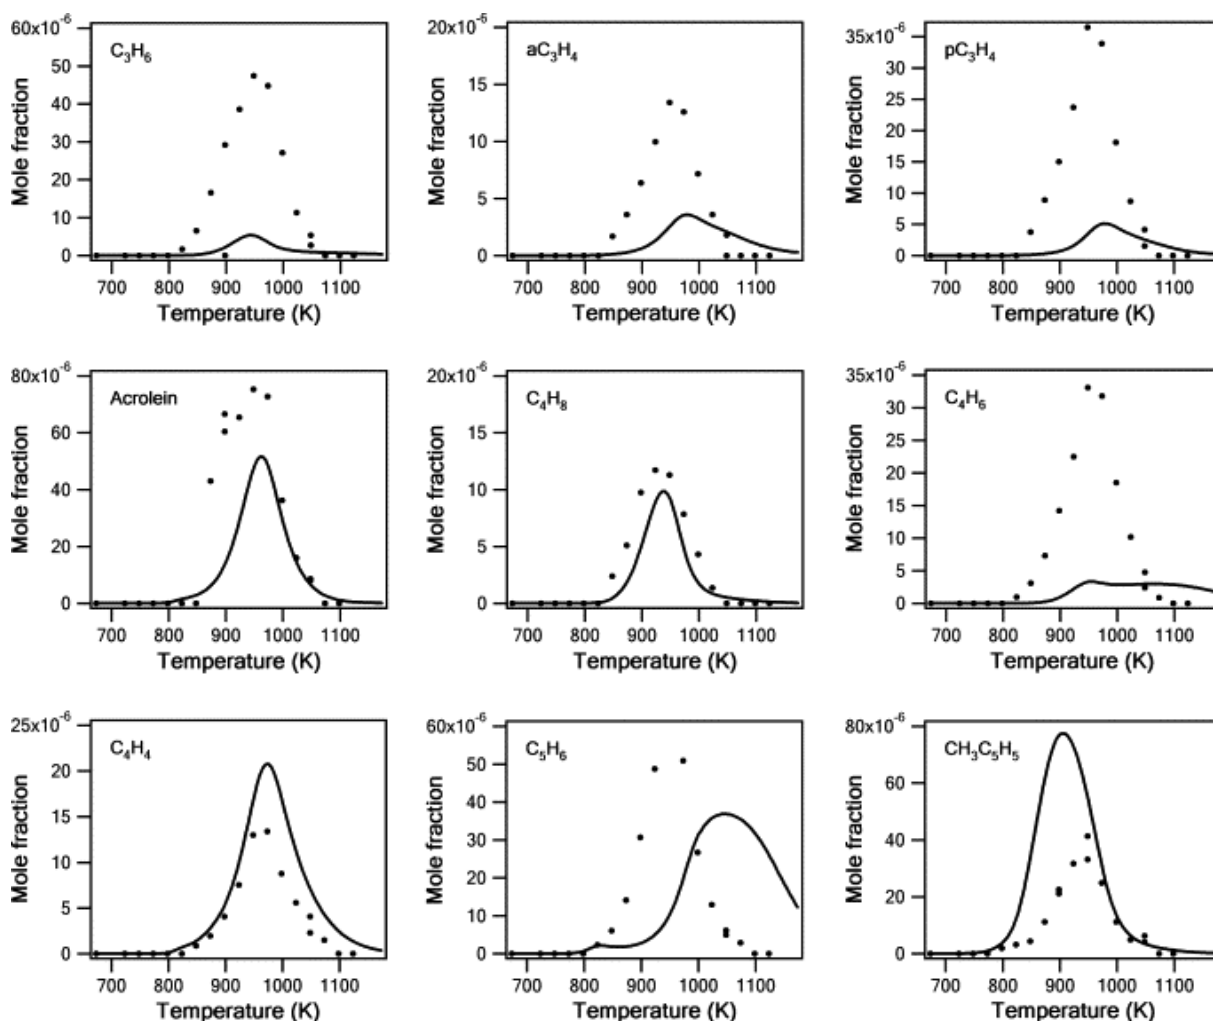 60x10-6
50
40
30
20
10
0
C3H6
Mole fraction
700 800 900 1000 1100
Temperature (K)
20x10-6
15
10
5
0
aC3H4
Mole fraction
700 800 900 1000 1100
Temperature (K)
35x10-6
30
25
20
15
10
5
0
pC3H4
Mole fraction
700 800 900 1000 1100
Temperature (K)
80x10-6
60
40
20
0
Acrolein
Mole fraction
700 800 900 1000 1100
Temperature (K)
20x10-6
15
10
5
0
C4H8
Mole fraction
700 800 900 1000 1100
Temperature (K)
35x10-6
30
25
20
15
10
5
0
C4H6
Mole fraction
700 800 900 1000 1100
Temperature (K)
25x10-6
20
15
10
5
0
C4H4
Mole fraction
700 800 900 1000 1100
Temperature (K)
60x10-6
50
40
30
20
10
0
C5H6
Mole fraction
700 800 900 1000 1100
Temperature (K)
80x10-6
60
40
20
0
CH3C5H5
Mole fraction
700 800 900 1000 1100
Temperature (K)